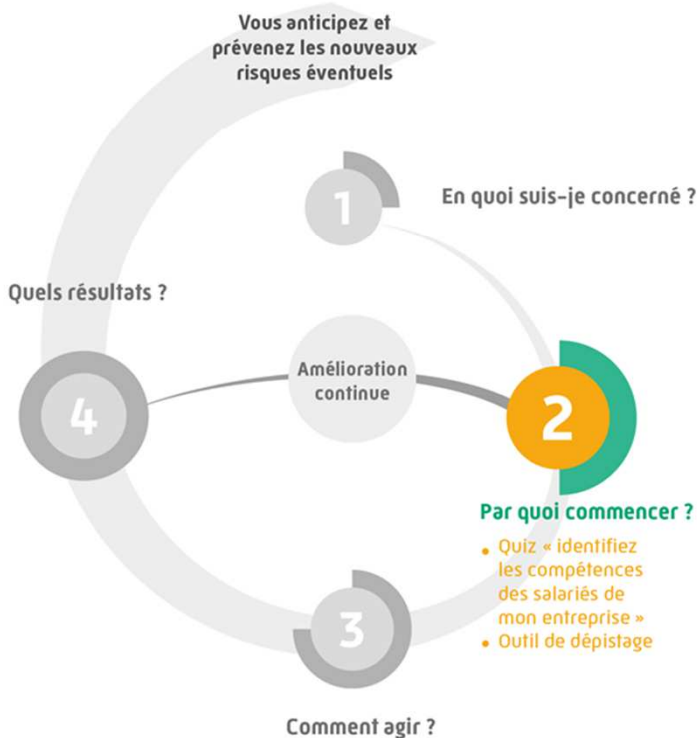 Vous anticipez et
prévenez les nouveaux
risques éventuels
1
En quoi suis-je concerné ?
Quels résultats ?
4
Amélioration
continue
2
Par quoi commencer ?
• Quiz « identifiez
les compétences
des salariés de
mon entreprise »
• Outil de dépistage
3
Comment agir ?